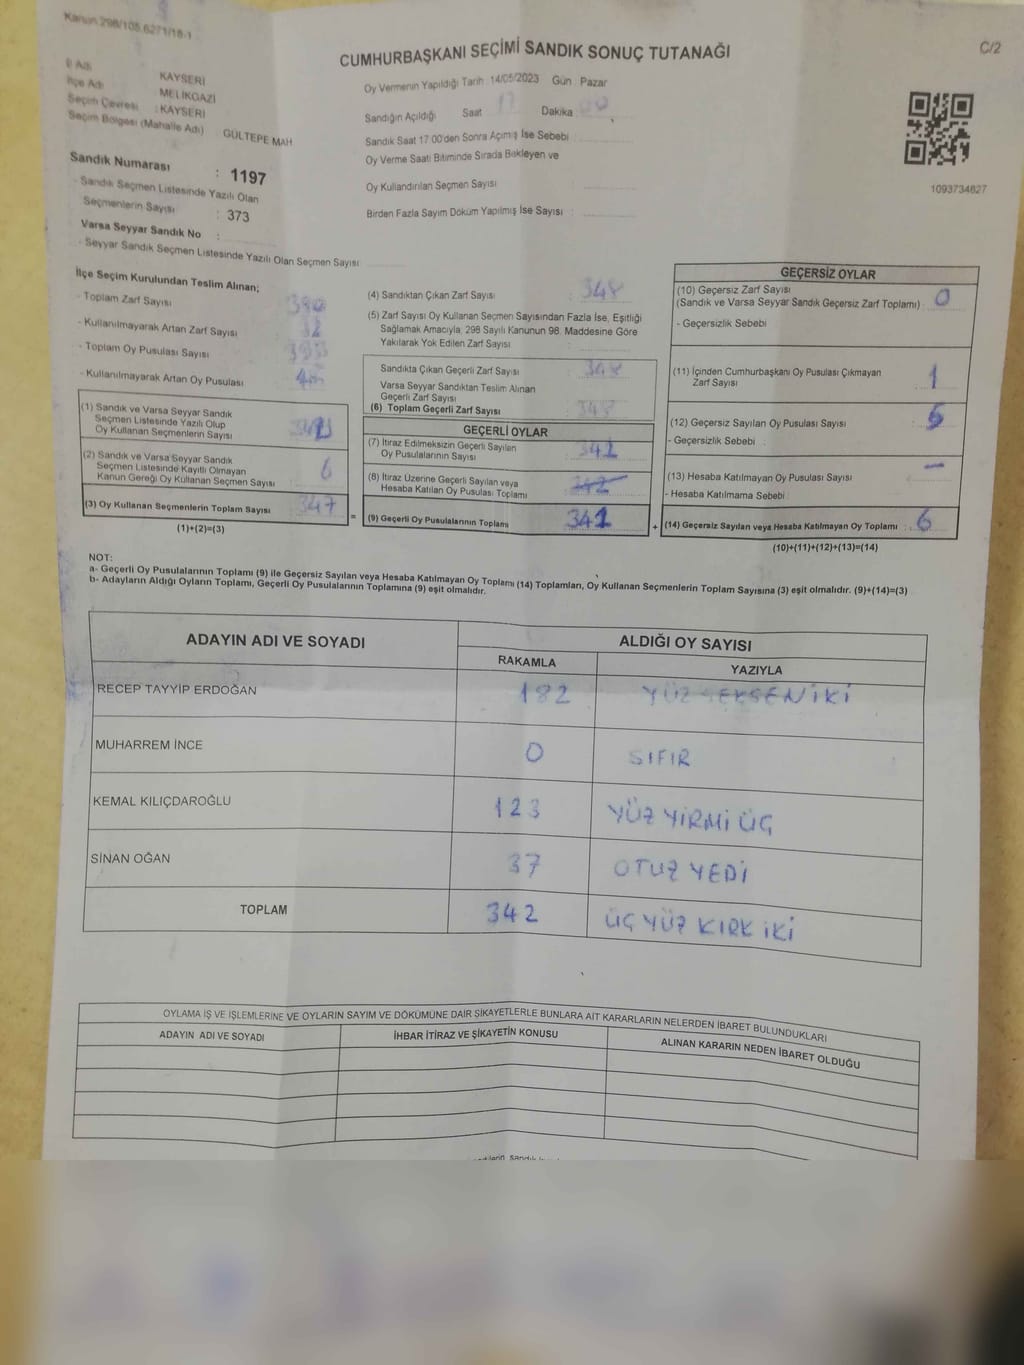 Kanun 298/105,6271/18-1
C/2
CUMHURBAŞKANI SEÇİMİ SANDIK SONUÇ TUTANAĞI
İl Adı KAYSERİ
İlçe Adı MELİKGAZİ
Seçim Çevresi : KAYSERİ
Seçim Bölgesi (Mahalle Adı) GÜLTEPE MAH
Sandık Numarası : 1197
- Sandık Seçmen Listesinde Yazılı Olan
Seçmenlerin Sayısı : 373
Varsa Seyyar Sandık No :
- Seyyar Sandık Seçmen Listesinde Yazılı Olan Seçmen Sayısı
Oy Vermenin Yapıldığı Tarih 14/05/2023 Gün : Pazar
Sandığın Açıldığı Saat 17 Dakika 00
Sandık Saat 17:00'den Sonra Açılmış İse Sebebi
Oy Verme Saati Bitiminde Sırada Bekleyen ve
Oy Kullandırılan Seçmen Sayısı
Birden Fazla Sayım Döküm Yapılmış İse Sayısı :
1093734627
İlçe Seçim Kurulundan Teslim Alınan;
- Toplam Zarf Sayısı 380
- Kullanılmayarak Artan Zarf Sayısı 32
- Toplam Oy Pusulası Sayısı
- Kullanılmayarak Artan Oy Pusulası
(1) Sandık ve Varsa Seyyar Sandık
Seçmen Listesinde Yazılı Olup
Oy Kullanan Seçmenlerin Sayısı
(2) Sandık ve Varsa Seyyar Sandık
Seçmen Listesinde Kayıtlı Olmayan
Kanun Gereği Oy Kullanan Seçmen Sayısı 6
(3) Oy Kullanan Seçmenlerin Toplam Sayısı 347
(1)+(2)=(3)
(4) Sandıktan Çıkan Zarf Sayısı : 348
(5) Zarf Sayısı Oy Kullanan Seçmen Sayısından Fazla İse, Eşitliği
Sağlamak Amacıyla, 298 Sayılı Kanunun 98. Maddesine Göre
Yakılarak Yok Edilen Zarf Sayısı
Sandıkta Çıkan Geçerli Zarf Sayısı 348
Varsa Seyyar Sandıktan Teslim Alınan
Geçerli Zarf Sayısı
(6) Toplam Geçerli Zarf Sayısı 348
GEÇERLİ OYLAR
(7) İtiraz Edilmeksizin Geçerli Sayılan
Oy Pusulalarının Sayısı 342
(8) İtiraz Üzerine Geçerli Sayılan veya
Hesaba Katılan Oy Pusulası Toplamı 342
= (9) Geçerli Oy Pusulalarının Toplamı 341 +
GEÇERSİZ OYLAR
(10) Geçersiz Zarf Sayısı
(Sandık ve Varsa Seyyar Sandık Geçersiz Zarf Toplamı) 0
- Geçersizlik Sebebi
(11) İçinden Cumhurbaşkanı Oy Pusulası Çıkmayan
Zarf Sayısı 1
(12) Geçersiz Sayılan Oy Pusulası Sayısı 5
- Geçersizlik Sebebi
(13) Hesaba Katılmayan Oy Pusulası Sayısı -
- Hesaba Katılmama Sebebi
(14) Geçersiz Sayılan veya Hesaba Katılmayan Oy Toplamı : 6
(10)+(11)+(12)+(13)=(14)
NOT:
a- Geçerli Oy Pusulalarının Toplamı (9) ile Geçersiz Sayılan veya Hesaba Katılmayan Oy Toplamı (14) Toplamları, Oy Kullanan Seçmenlerin Toplam Sayısına (3) eşit olmalıdır. (9)+(14)=(3)
b- Adayların Aldığı Oyların Toplamı, Geçerli Oy Pusulalarının Toplamına (9) eşit olmalıdır.
ADAYIN ADI VE SOYADI ALDIĞI OY SAYISI
RAKAMLA YAZIYLA
RECEP TAYYİP ERDOĞAN 182 YÜZ SEKSEN İKİ
MUHARREM İNCE 0 SIFIR
KEMAL KILIÇDAROĞLU 123 YÜZ YİRMİ ÜÇ
SİNAN OĞAN 37 OTUZ YEDİ
TOPLAM 342 ÜÇ YÜZ KIRK İKİ
OYLAMA İŞ VE İŞLEMLERİNE VE OYLARIN SAYIM VE DÖKÜMÜNE DAİR ŞİKAYETLERLE BUNLARA AİT KARARLARIN NELERDEN İBARET BULUNDUKLARI
ADAYIN ADI VE SOYADI İHBAR İTİRAZ VE ŞİKAYETİN KONUSU ALINAN KARARIN NEDEN İBARET OLDUĞU